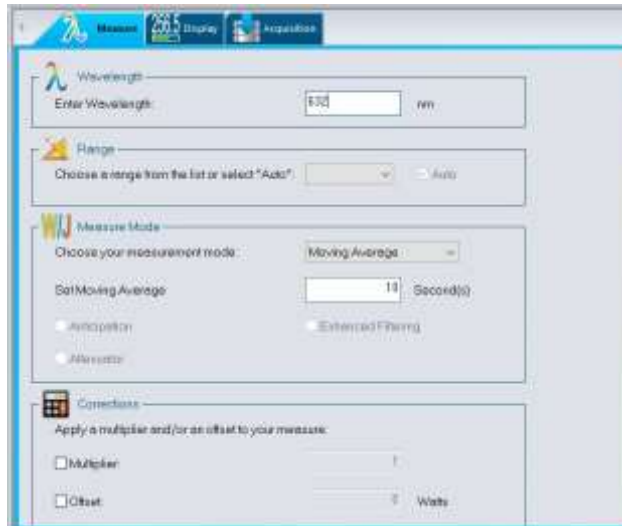 Measure 256.5 Display Acquisition
Wavelength
Enter Wavelength: 632 nm
Range
Choose a range from the list or select "Auto": Auto
W/J Measure Mode
Choose your measurement mode: Moving Average
Set Moving Average 10 Second(s)
Anticipation Enhanced Filtering
Attenuator
Corrections
Apply a multiplier and/or an offset to your measure:
Multiplier: 1
Offset: 0 Watts